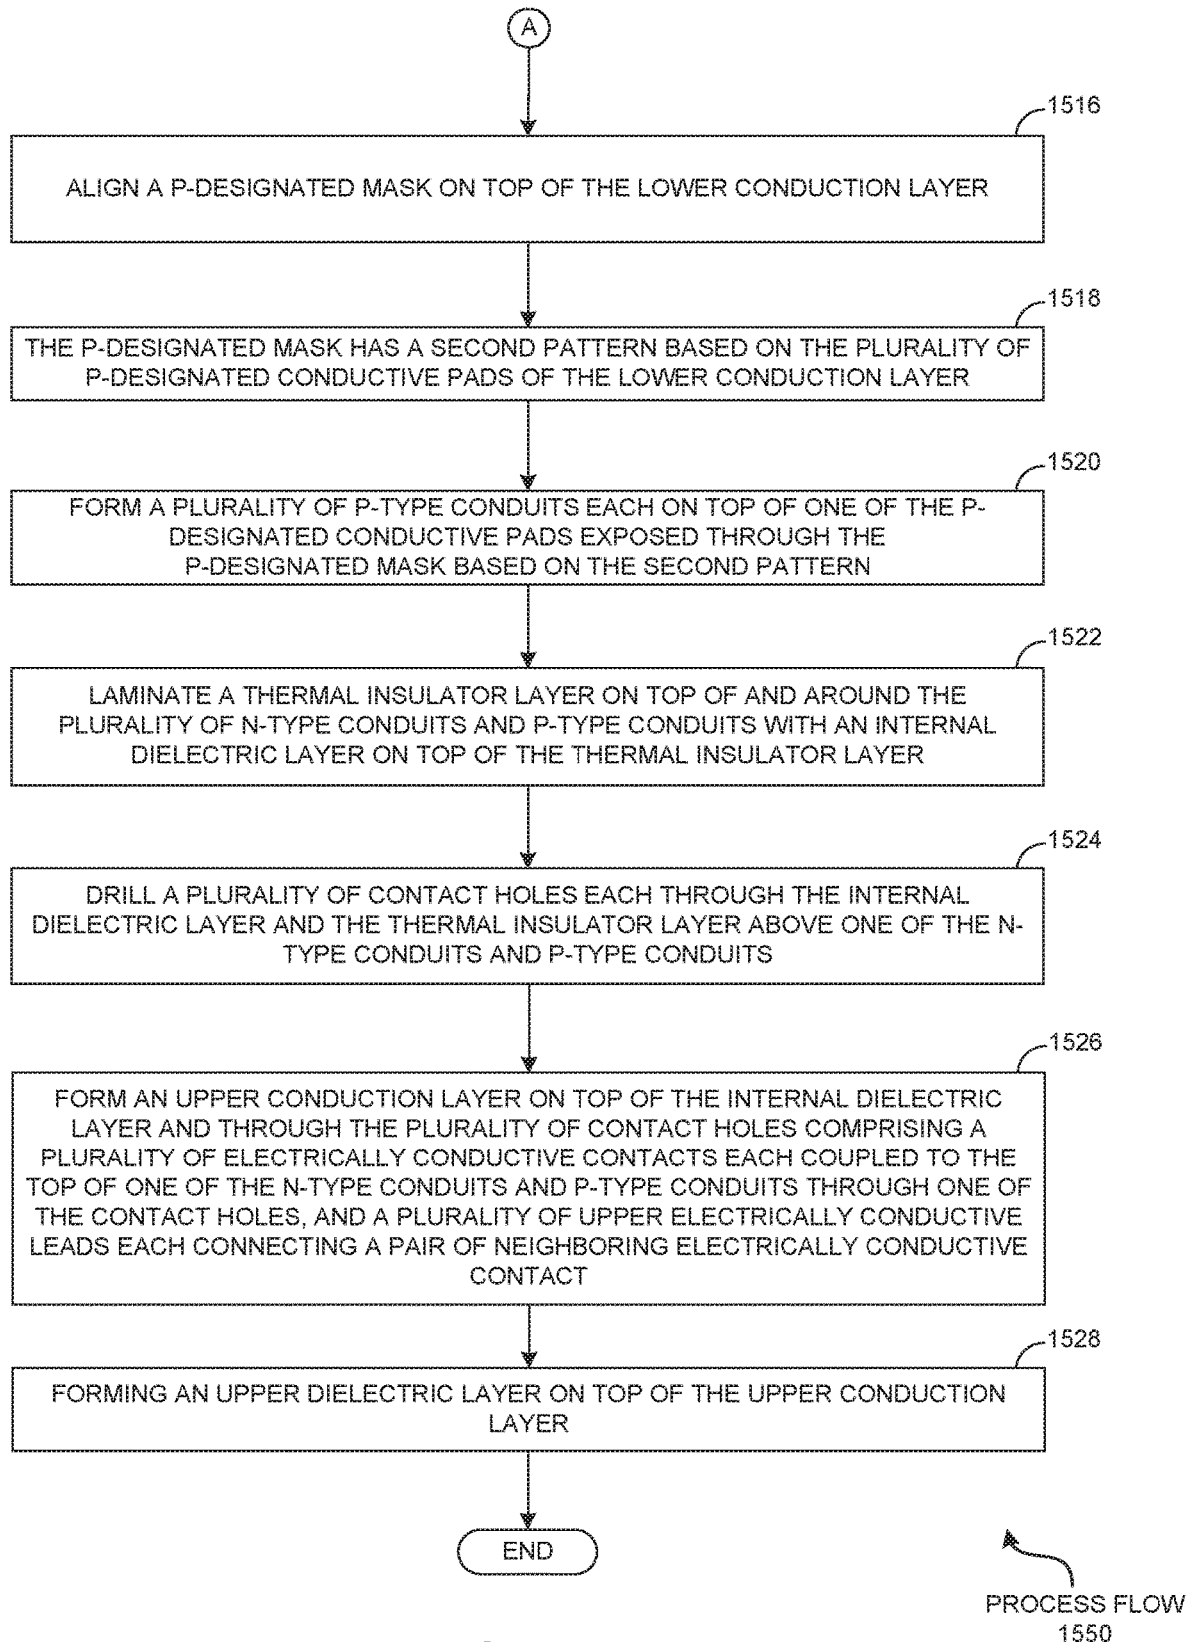 A
1516
ALIGN A P-DESIGNATED MASK ON TOP OF THE LOWER CONDUCTION LAYER
1518
THE P-DESIGNATED MASK HAS A SECOND PATTERN BASED ON THE PLURALITY OF
P-DESIGNATED CONDUCTIVE PADS OF THE LOWER CONDUCTION LAYER
1520
FORM A PLURALITY OF P-TYPE CONDUITS EACH ON TOP OF ONE OF THE P-
DESIGNATED CONDUCTIVE PADS EXPOSED THROUGH THE
P-DESIGNATED MASK BASED ON THE SECOND PATTERN
1522
LAMINATE A THERMAL INSULATOR LAYER ON TOP OF AND AROUND THE
PLURALITY OF N-TYPE CONDUITS AND P-TYPE CONDUITS WITH AN INTERNAL
DIELECTRIC LAYER ON TOP OF THE THERMAL INSULATOR LAYER
1524
DRILL A PLURALITY OF CONTACT HOLES EACH THROUGH THE INTERNAL
DIELECTRIC LAYER AND THE THERMAL INSULATOR LAYER ABOVE ONE OF THE N-
TYPE CONDUITS AND P-TYPE CONDUITS
1526
FORM AN UPPER CONDUCTION LAYER ON TOP OF THE INTERNAL DIELECTRIC
LAYER AND THROUGH THE PLURALITY OF CONTACT HOLES COMPRISING A
PLURALITY OF ELECTRICALLY CONDUCTIVE CONTACTS EACH COUPLED TO THE
TOP OF ONE OF THE N-TYPE CONDUITS AND P-TYPE CONDUITS THROUGH ONE OF
THE CONTACT HOLES, AND A PLURALITY OF UPPER ELECTRICALLY CONDUCTIVE
LEADS EACH CONNECTING A PAIR OF NEIGHBORING ELECTRICALLY CONDUCTIVE
CONTACT
1528
FORMING AN UPPER DIELECTRIC LAYER ON TOP OF THE UPPER CONDUCTION
LAYER
END
PROCESS FLOW
1550